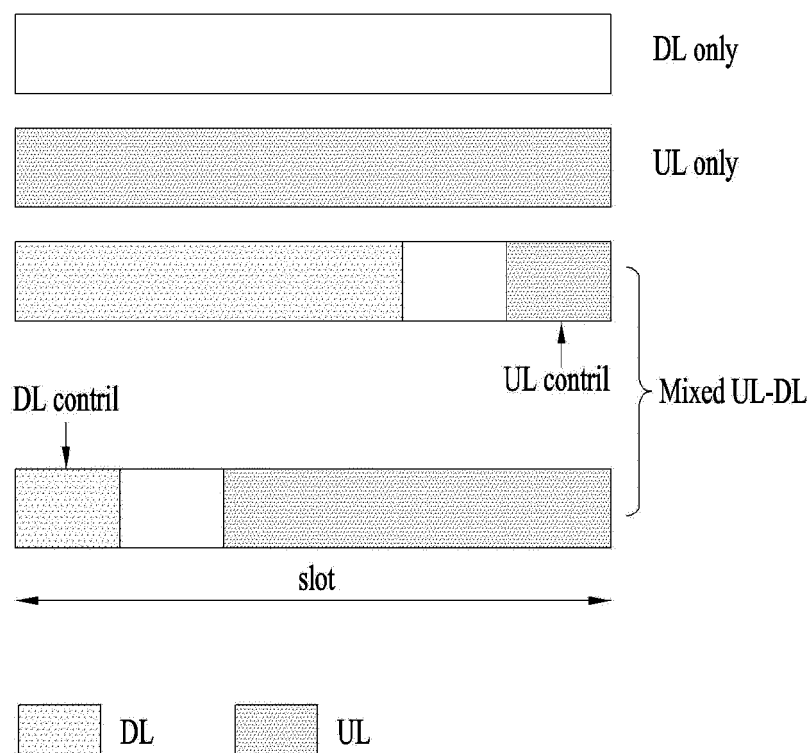 DL only
UL only
UL contril
DL contril
Mixed UL-DL
slot
DL
UL